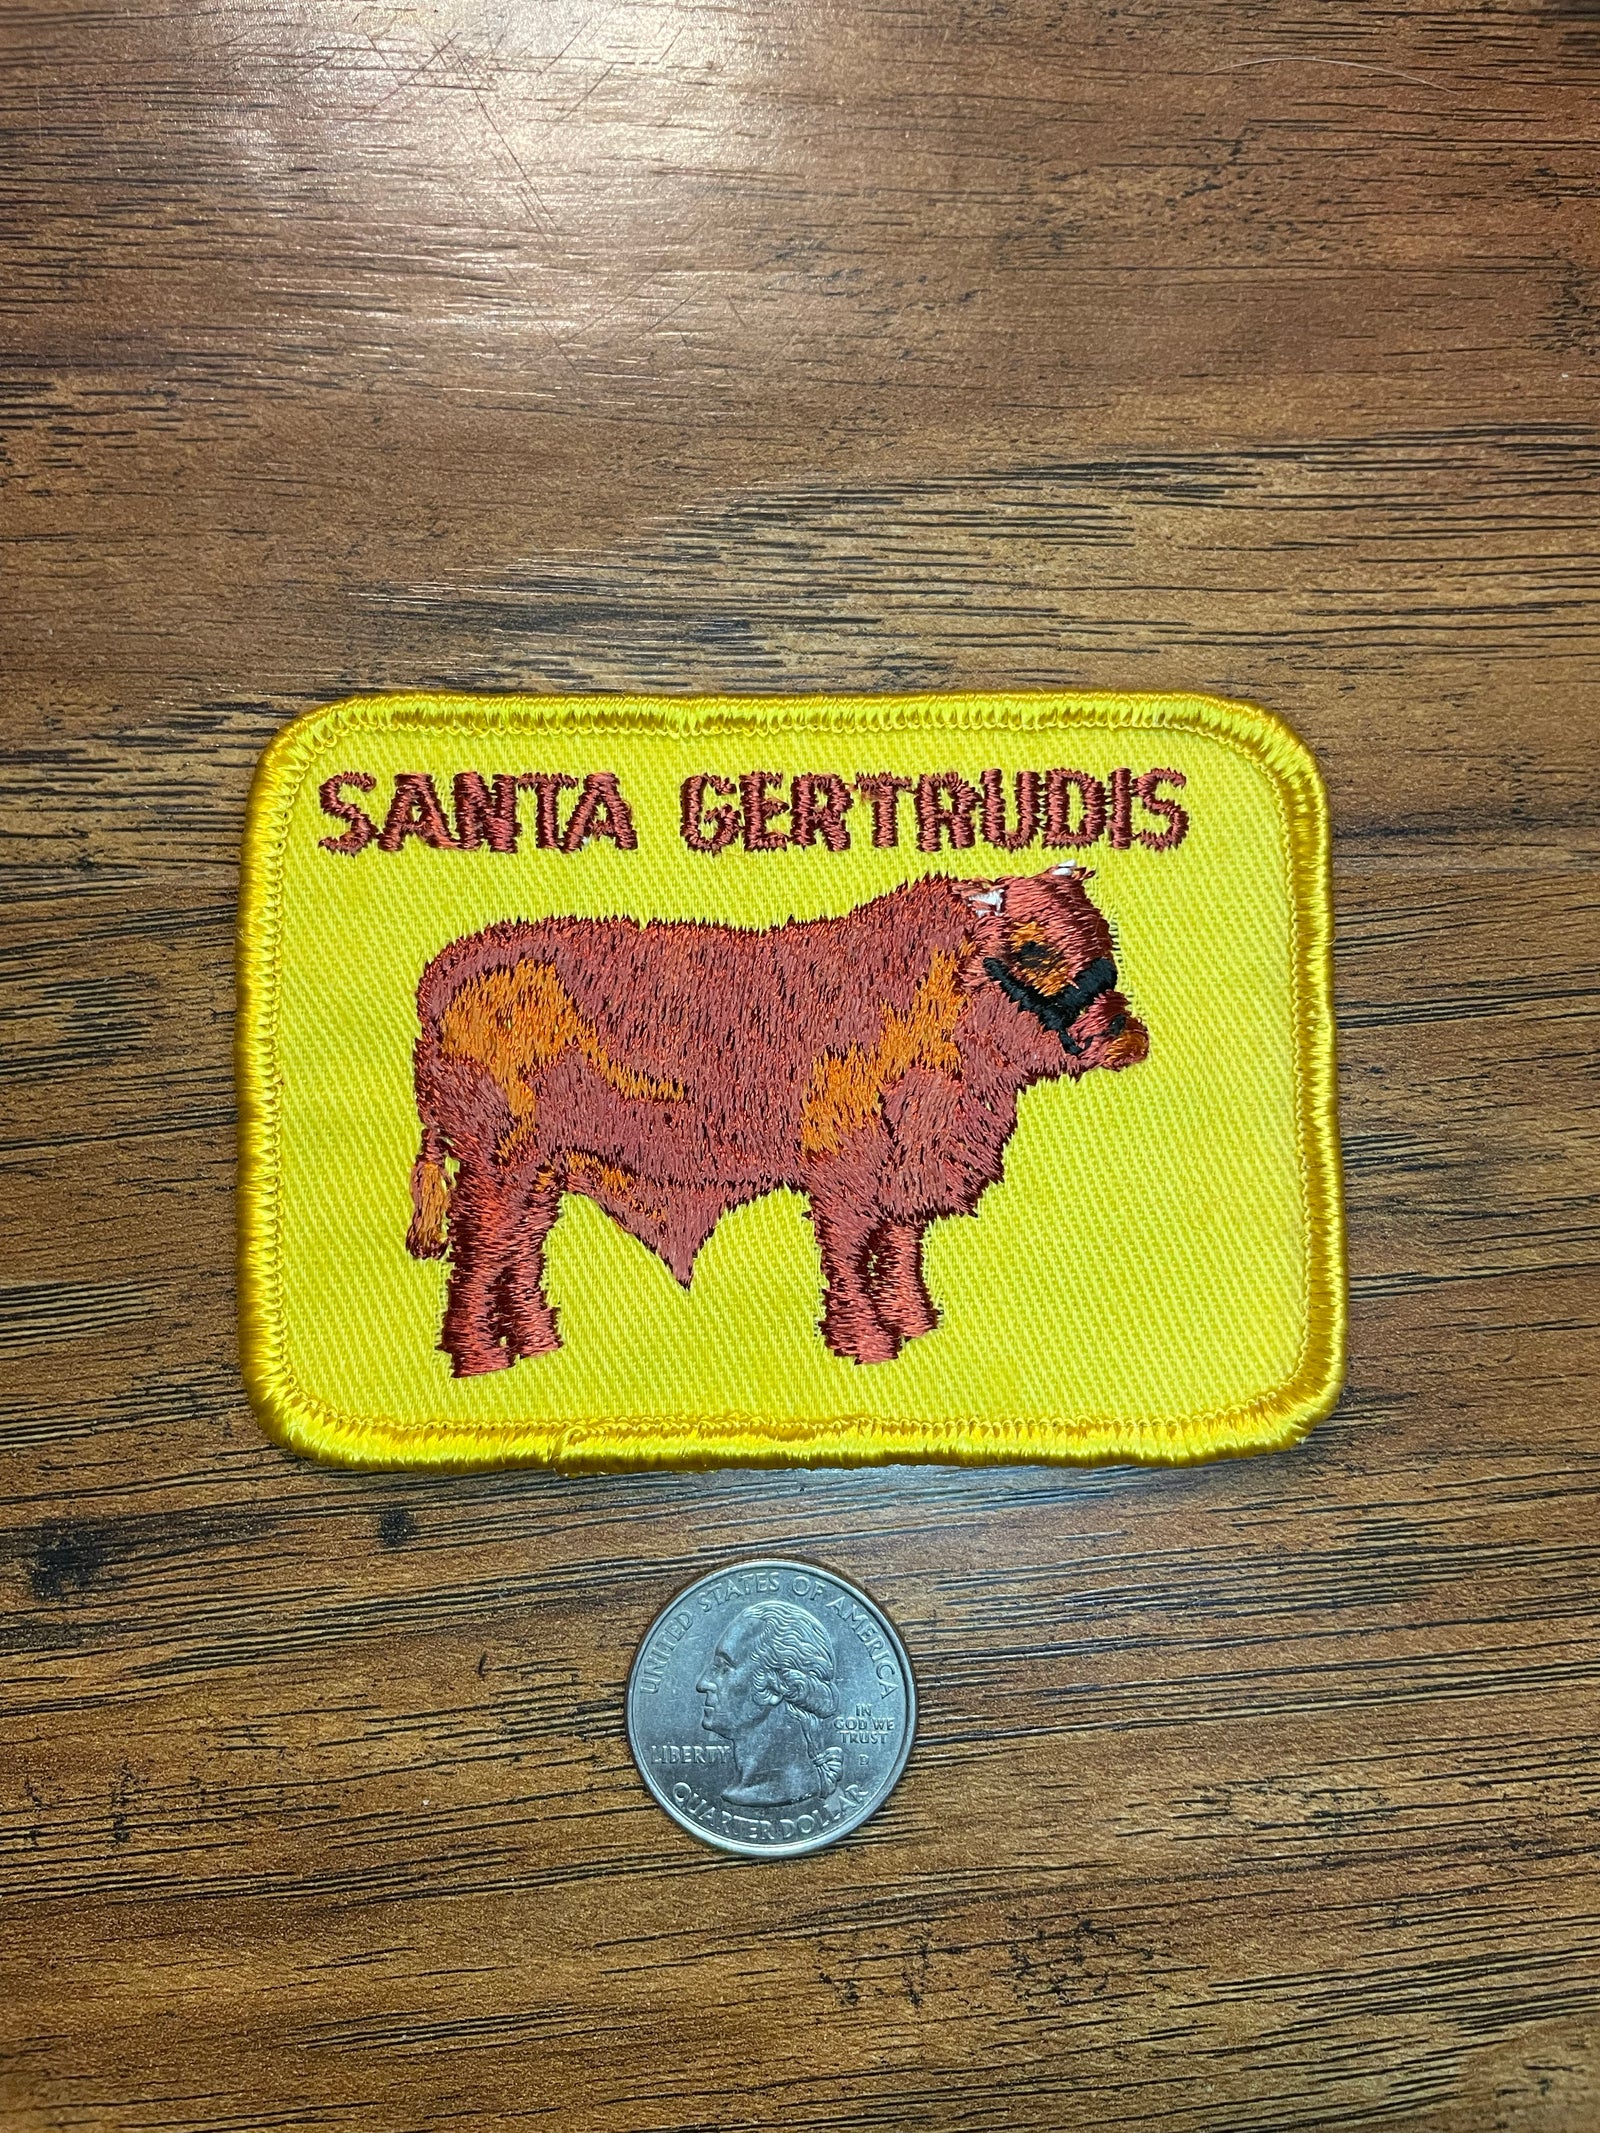 SANTA GERTRUDIS
UNITED STATES OF AMERICA
LIBERTY
IN
GOD WE
TRUST
D
QUARTER DOLLAR